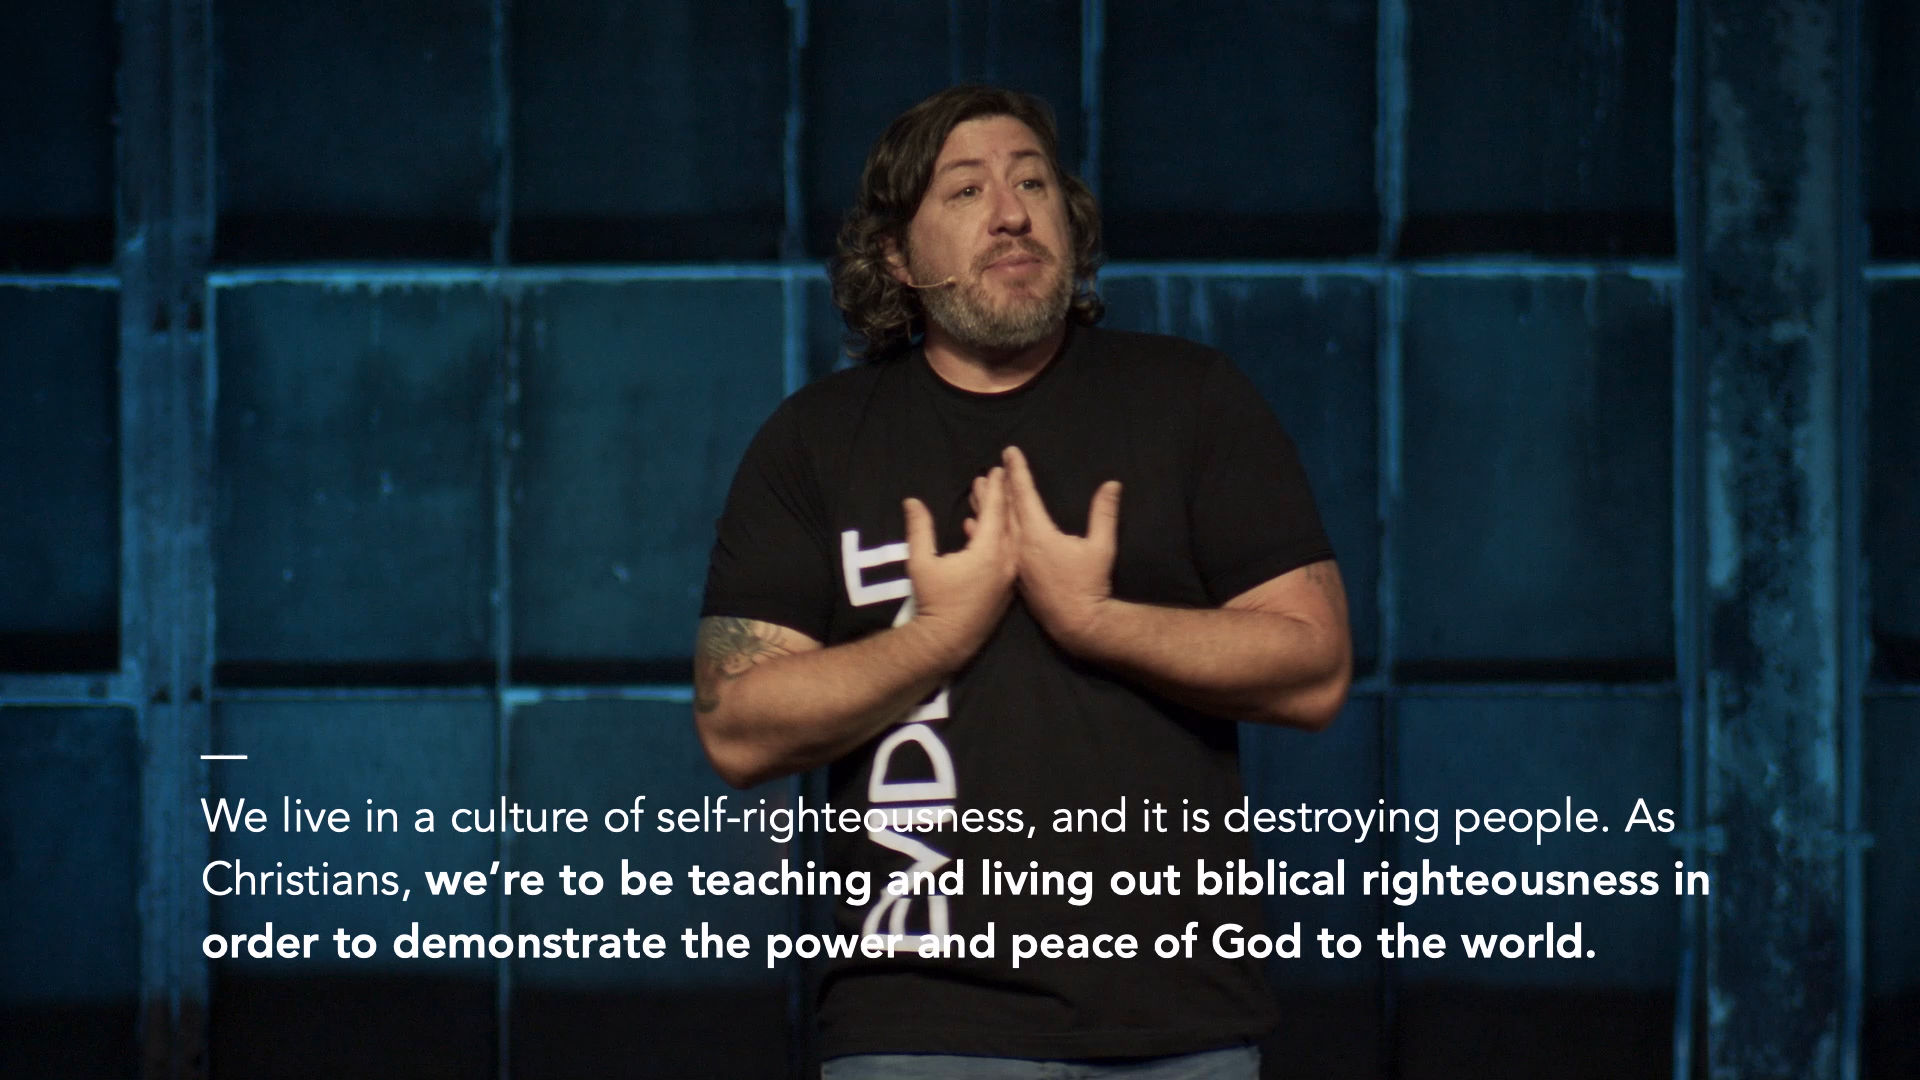 We live in a culture of self-righteousness, and it is destroying people. As
Christians, we’re to be teaching and living out biblical righteousness in
order to demonstrate the power and peace of God to the world.